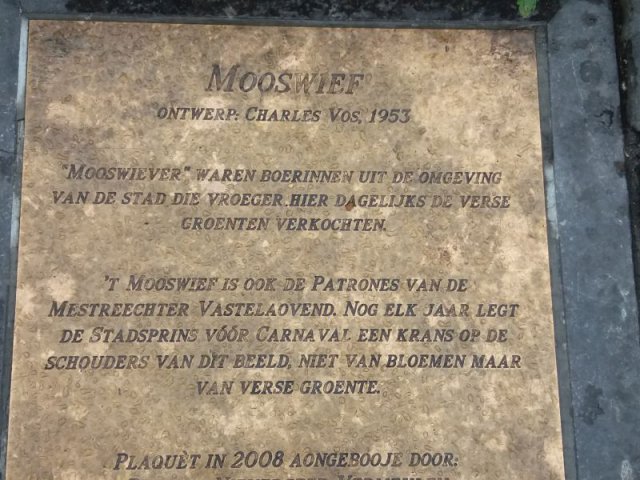 Mooswief
ontwerp: Charles Vos, 1953
"Mooswiever" waren boerinnen uit de omgeving
van de stad die vroeger hier dagelijks de verse
groenten verkochten.
't Mooswief is ook de Patrones van de
Mestreechter Vastelaovend. Nog elk jaar legt
de Stadsprins vóór Carnaval een krans op de
schouders van dit beeld, niet van bloemen maar
van verse groente.
Plaquèt in 2008 aongebooje door: